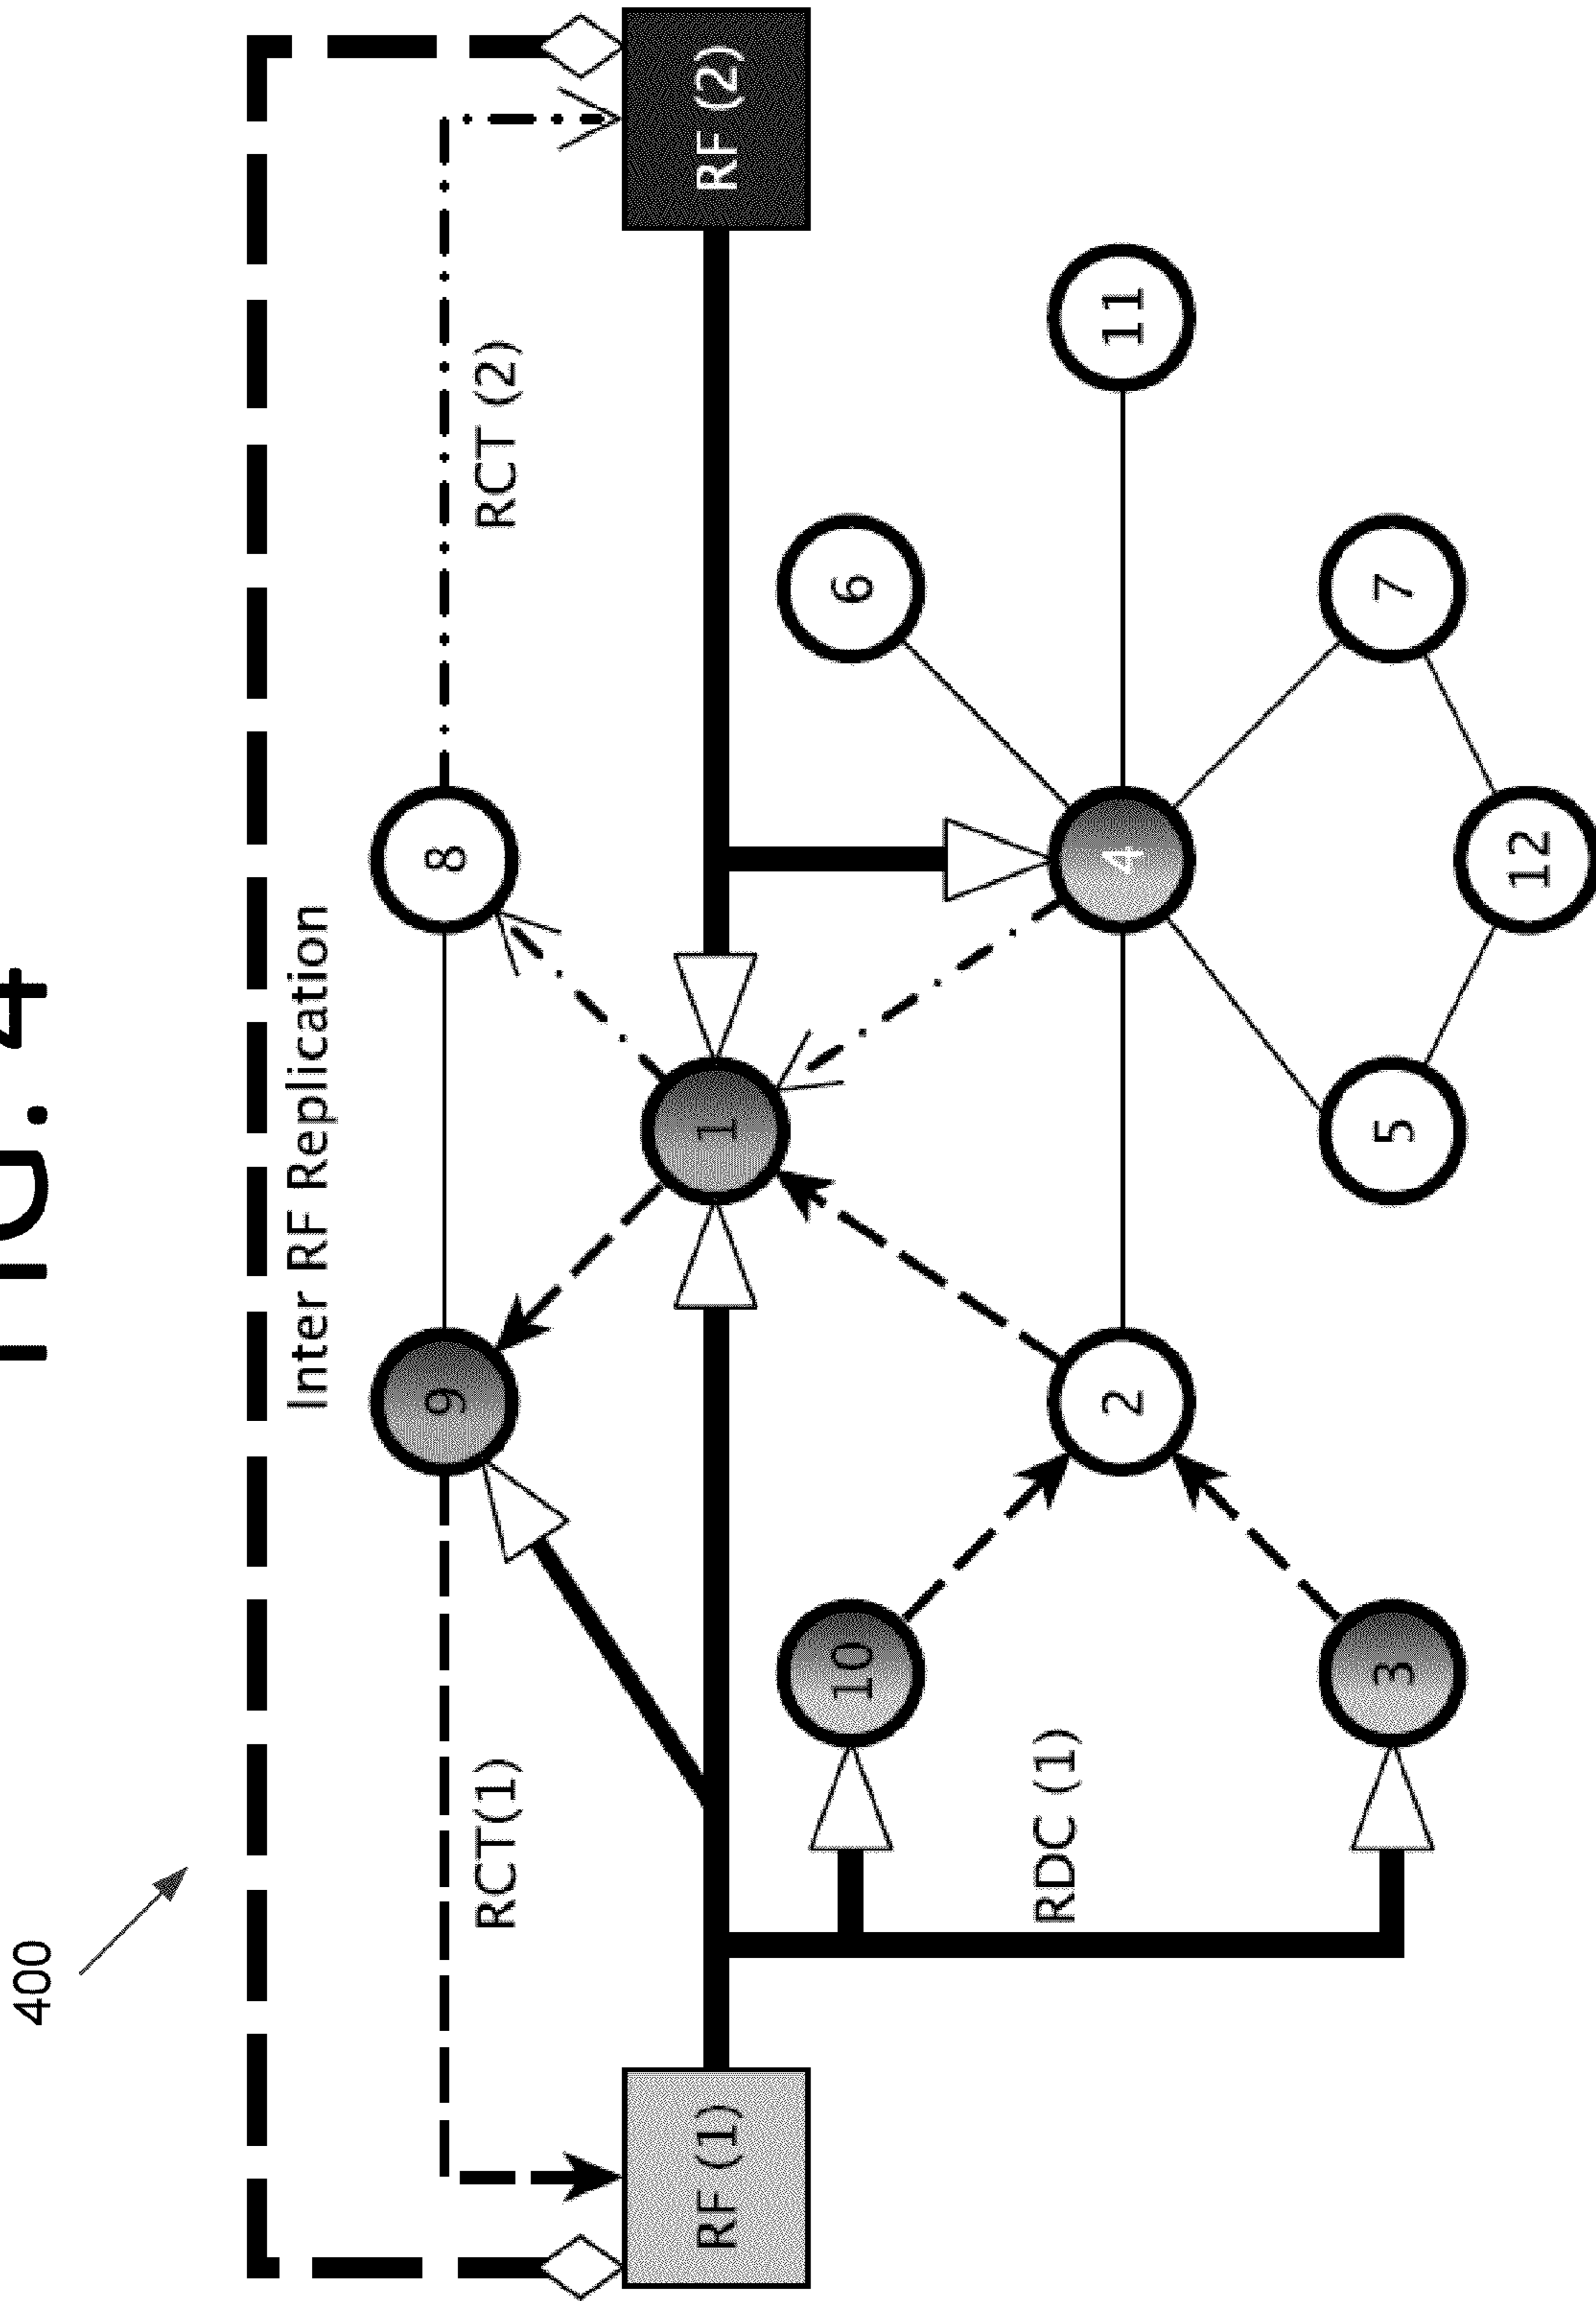 FIG. 4
400
Inter RF Replication
9
8
RCT(1)
RCT (2)
RF (1)
1
RF (2)
10
6
RDC (1)
2
4
11
3
5
7
12